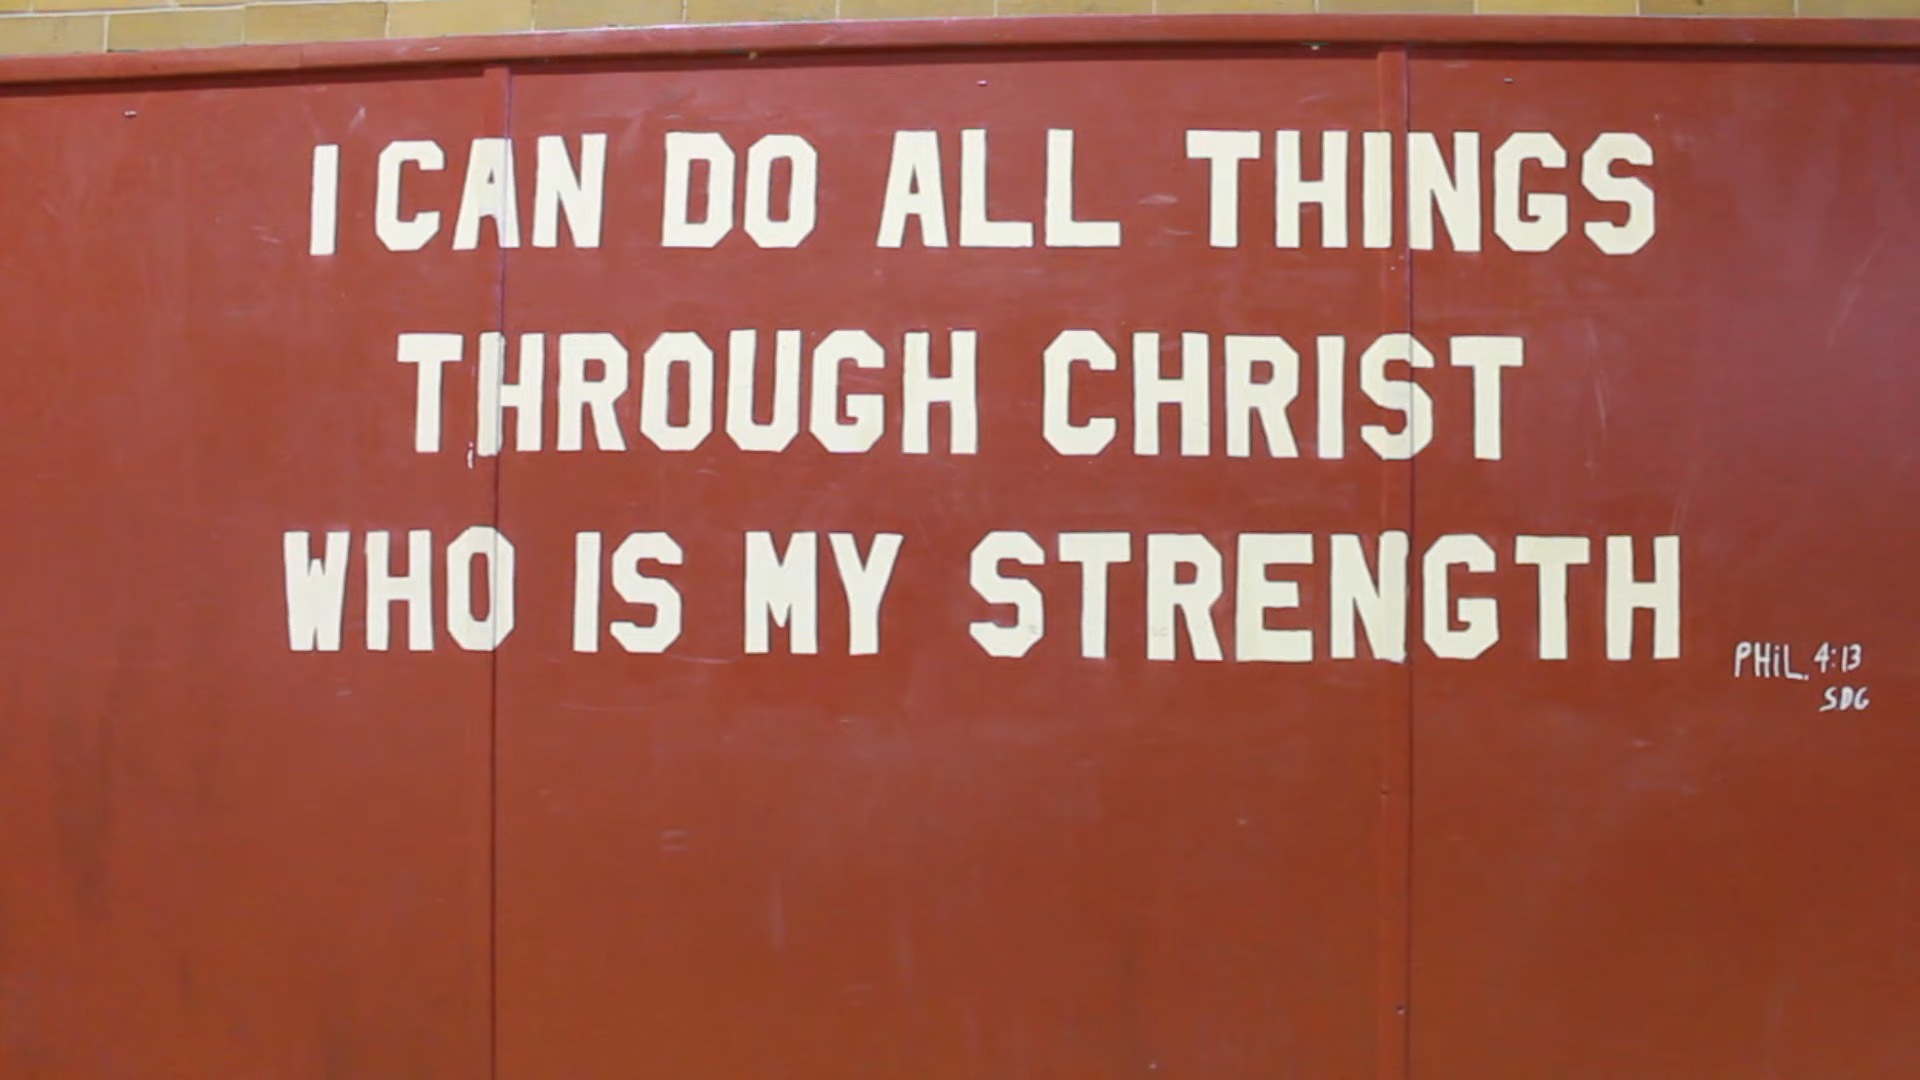 I CAN DO ALL THINGS
THROUGH CHRIST
WHO IS MY STRENGTH
PHiL. 4:13
SDG